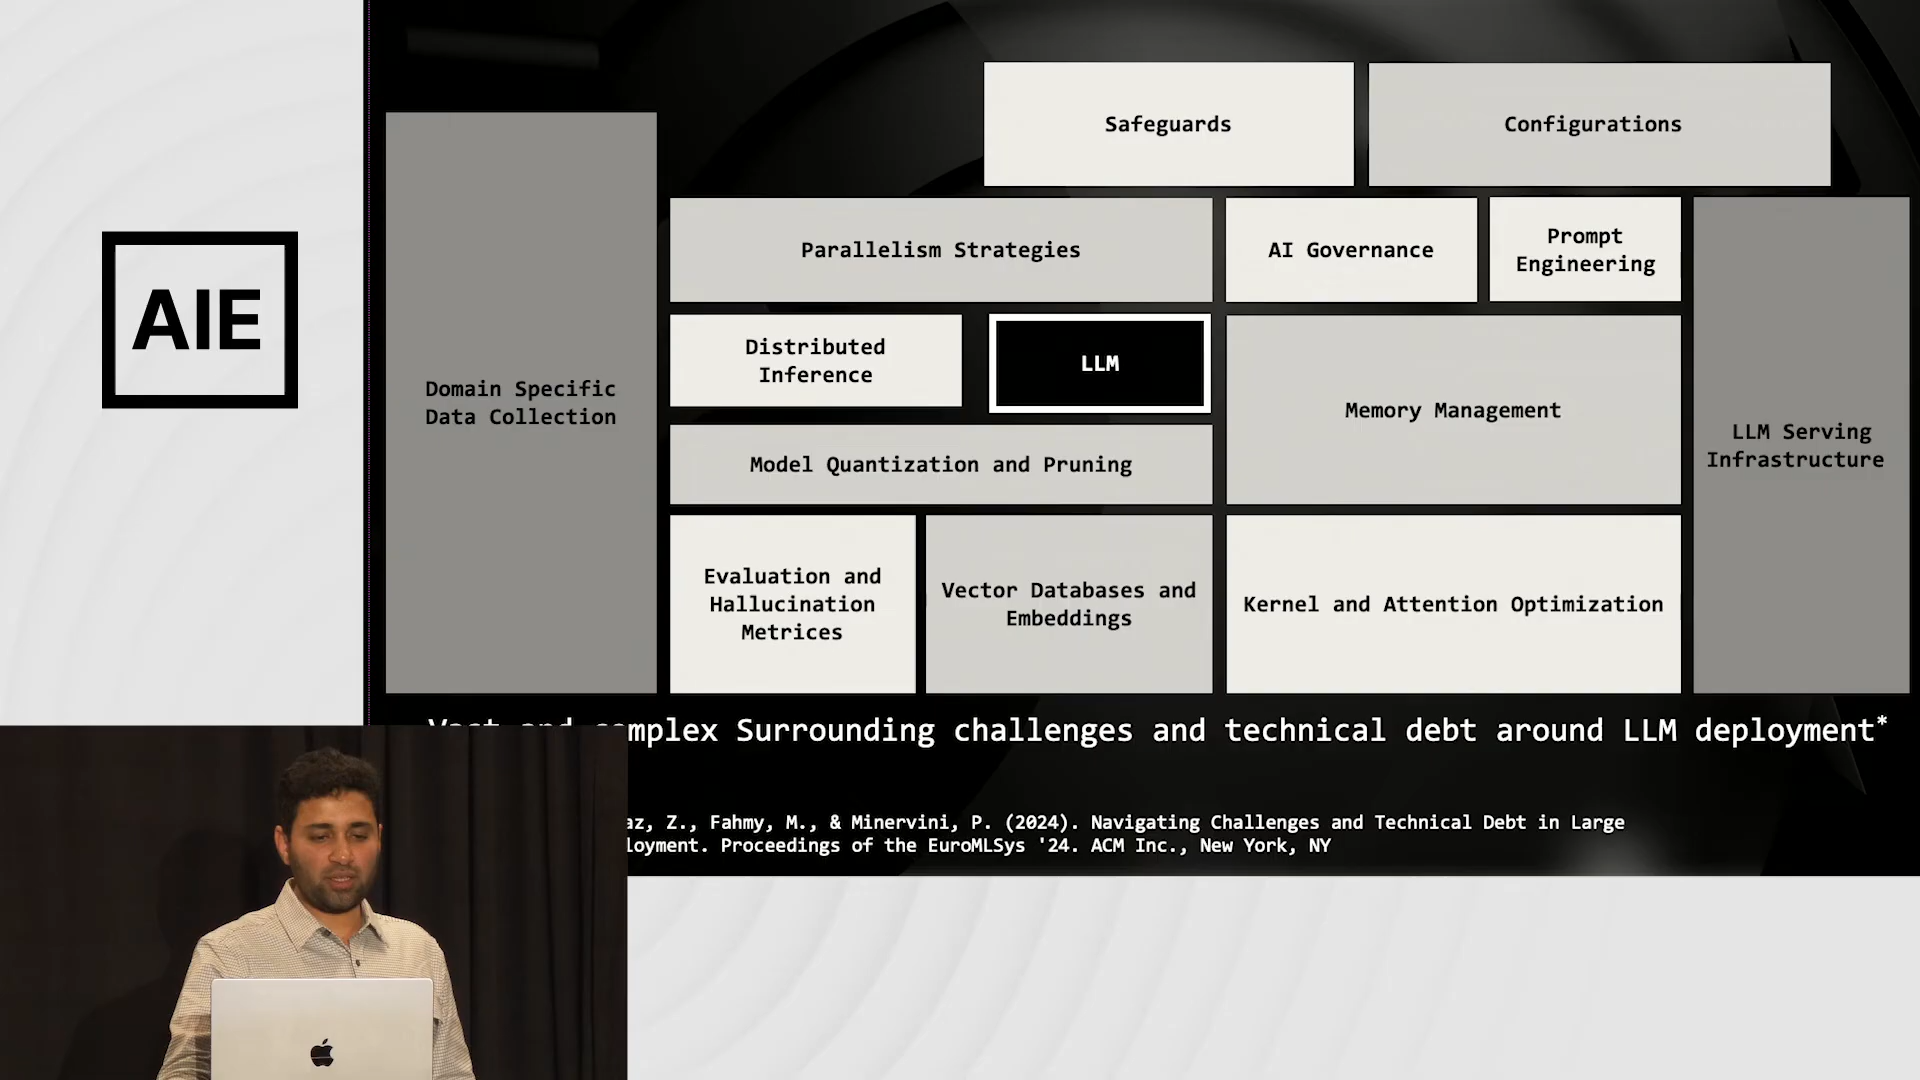 AIE
Safeguards
Configurations
Domain Specific
Data Collection
Parallelism Strategies
AI Governance
Prompt
Engineering
Distributed
Inference
LLM
Memory Management
LLM Serving
Infrastructure
Model Quantization and Pruning
Evaluation and
Hallucination
Metrices
Vector Databases and
Embeddings
Kernel and Attention Optimization
Vast and complex Surrounding challenges and technical debt around LLM deployment*
Z., Fahmy, M., & Minervini, P. (2024). Navigating Challenges and Technical Debt in Large
Proceedings of the EuroMLSys '24. ACM Inc., New York, NY